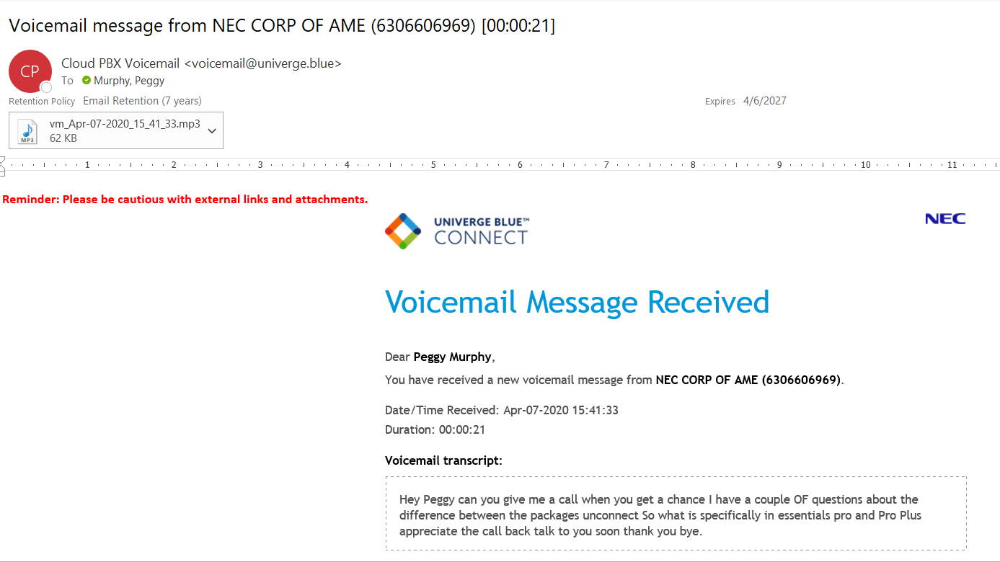 Voicemail message from NEC CORP OF AME (6306606969) [00:00:21]
CP
Cloud PBX Voicemail <voicemail@univerge.blue>
To Murphy, Peggy
Retention Policy Email Retention (7 years) Expires 4/6/2027
vm_Apr-07-2020_15_41_33.mp3
MP3
62 KB
1 2 3 4 5 6 7 8 9 10 11
Reminder: Please be cautious with external links and attachments.
UNIVERGE BLUE™
CONNECT
NEC
Voicemail Message Received
Dear Peggy Murphy,
You have received a new voicemail message from NEC CORP OF AME (6306606969).
Date/Time Received: Apr-07-2020 15:41:33
Duration: 00:00:21
Voicemail transcript:
Hey Peggy can you give me a call when you get a chance I have a couple OF questions about the
difference between the packages unconnect So what is specifically in essentials pro and Pro Plus
appreciate the call back talk to you soon thank you bye.